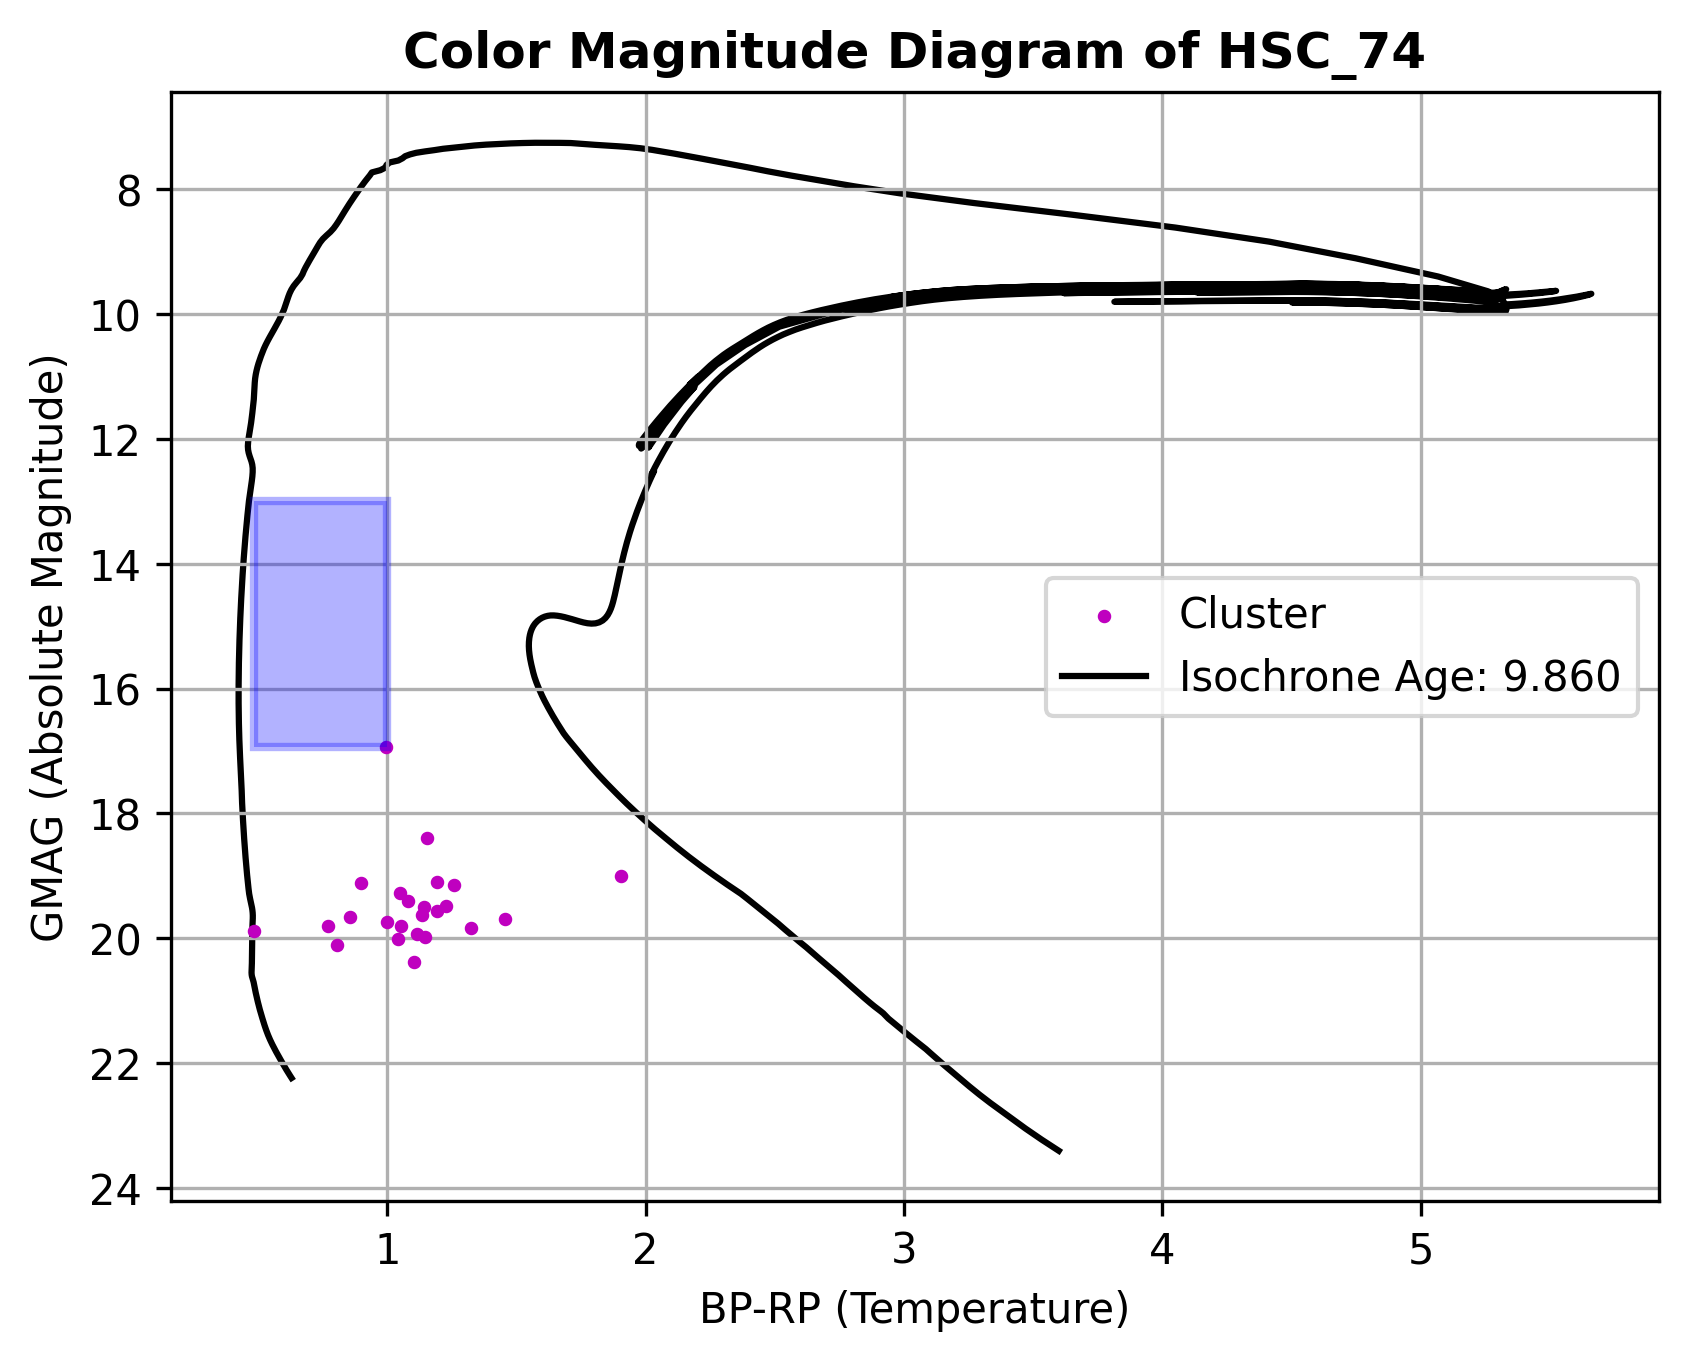 Color Magnitude Diagram of HSC_74
GMAG (Absolute Magnitude)
8
10
12
14
16
18
20
22
24
Cluster
Isochrone Age: 9.860
1
2
3
4
5
BP-RP (Temperature)